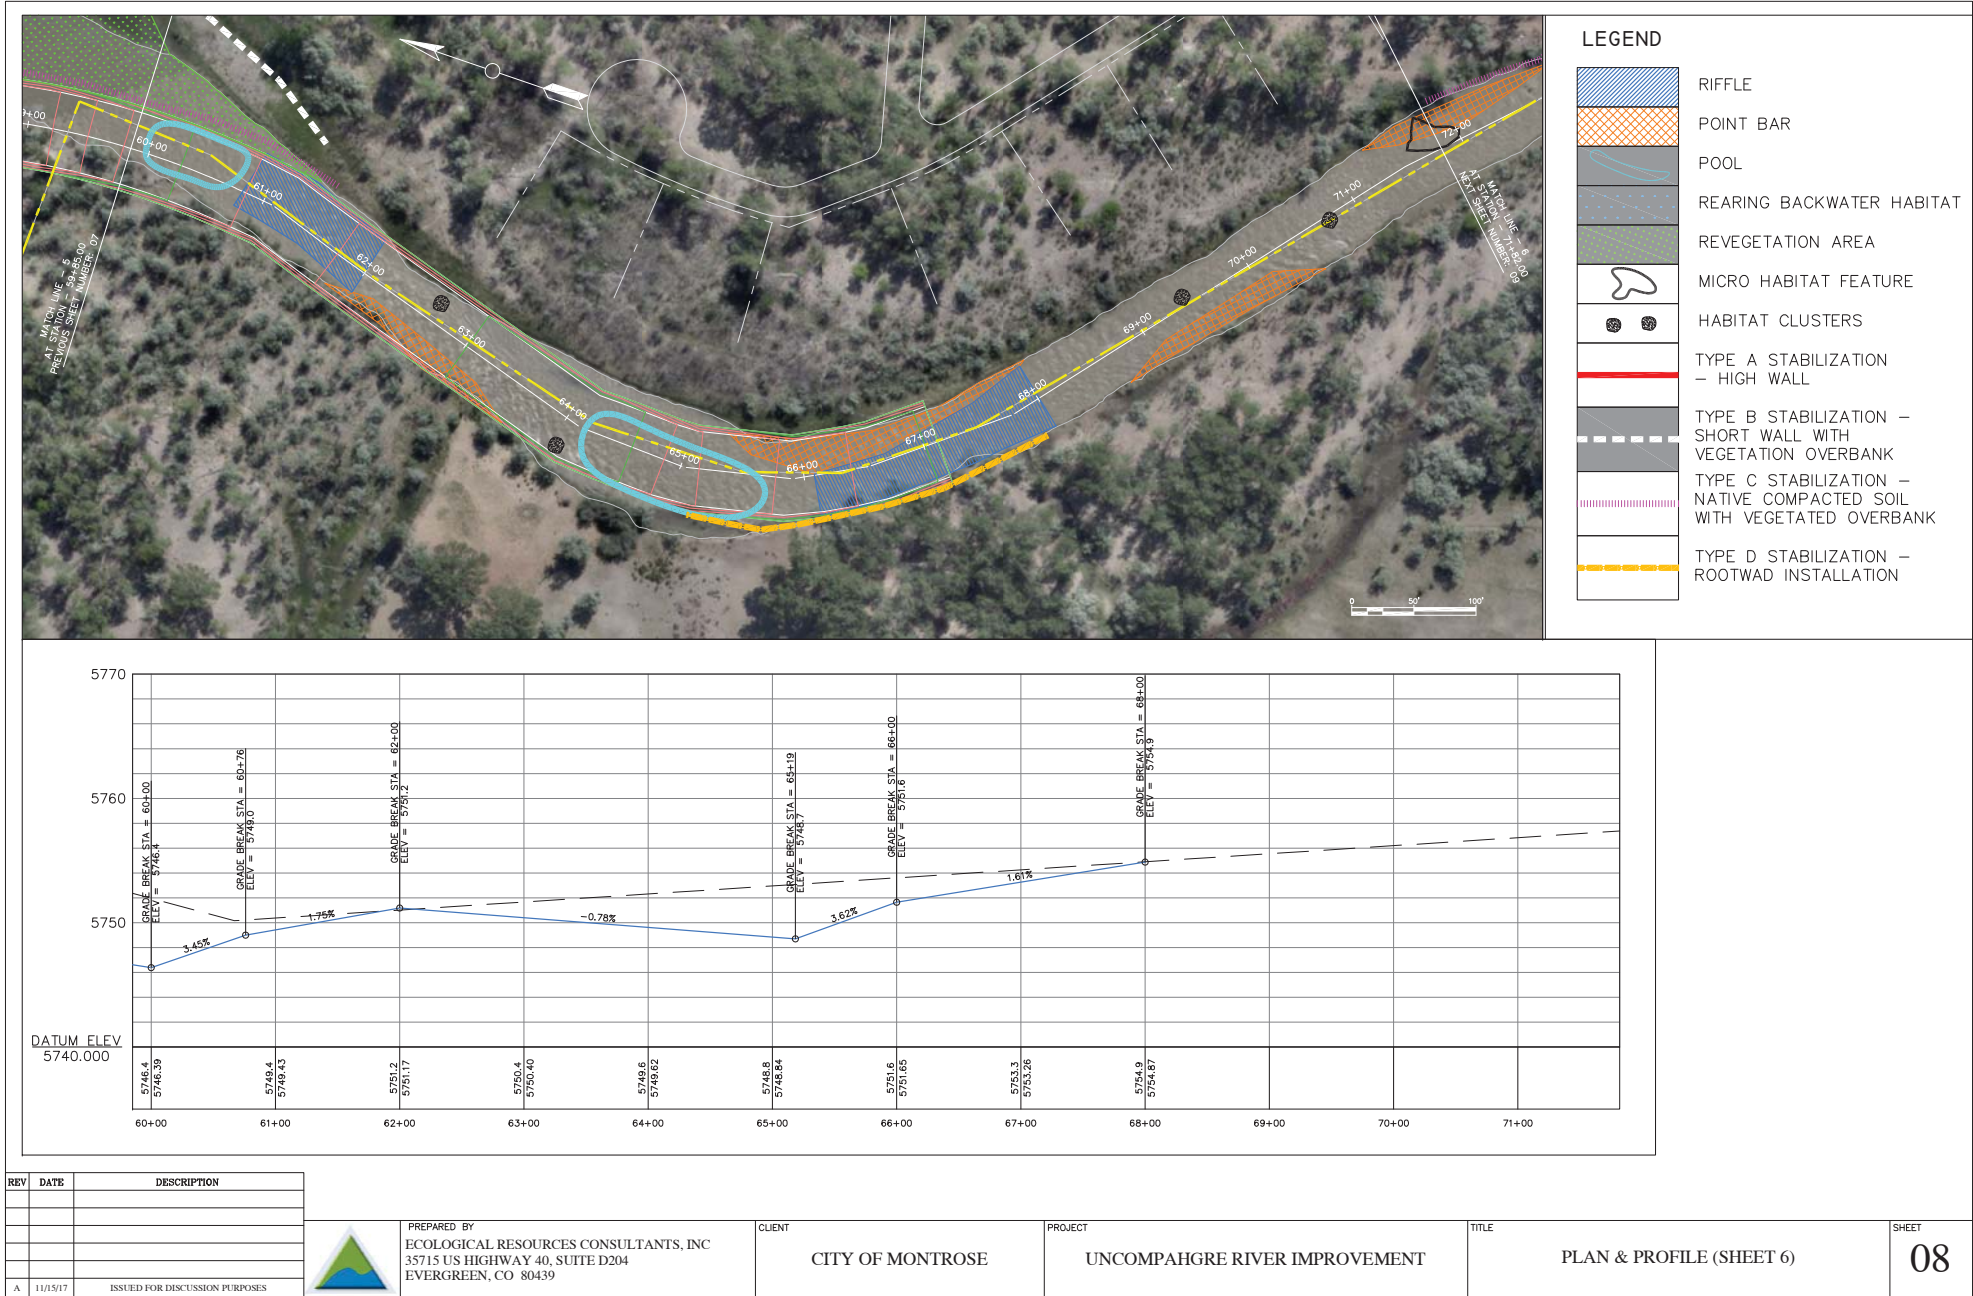 9+00
60+00
61+00
62+00
63+00
64+00
65+00
66+00
67+00
68+00
69+00
70+00
71+00
72+00
MATCH LINE - 5
AT STATION - 59+85.00
PREVIOUS SHEET NUMBER: 07
MATCH LINE - 6
AT STATION - 71+82.00
NEXT SHEET NUMBER: 09
0 50' 100'
LEGEND
RIFFLE
POINT BAR
POOL
REARING BACKWATER HABITAT
REVEGETATION AREA
MICRO HABITAT FEATURE
HABITAT CLUSTERS
TYPE A STABILIZATION
– HIGH WALL
TYPE B STABILIZATION –
SHORT WALL WITH
VEGETATION OVERBANK
TYPE C STABILIZATION –
NATIVE COMPACTED SOIL
WITH VEGETATED OVERBANK
TYPE D STABILIZATION –
ROOTWAD INSTALLATION
5770
5760
5750
DATUM ELEV
5740.000
GRADE BREAK STA = 60+00
ELEV = 5746.4
GRADE BREAK STA = 60+76
ELEV = 5749.0
GRADE BREAK STA = 62+00
ELEV = 5751.2
GRADE BREAK STA = 65+19
ELEV = 5748.7
GRADE BREAK STA = 66+00
ELEV = 5751.6
GRADE BREAK STA = 68+00
ELEV = 5754.9
3.45%
1.75%
-0.78%
3.62%
1.61%
5746.4
5746.39
5749.4
5749.43
5751.2
5751.17
5750.4
5750.40
5749.6
5749.62
5748.8
5748.84
5751.6
5751.65
5753.3
5753.26
5754.9
5754.87
60+00 61+00 62+00 63+00 64+00 65+00 66+00 67+00 68+00 69+00 70+00 71+00
REV DATE DESCRIPTION
A 11/15/17 ISSUED FOR DISCUSSION PURPOSES
PREPARED BY
ECOLOGICAL RESOURCES CONSULTANTS, INC
35715 US HIGHWAY 40, SUITE D204
EVERGREEN, CO 80439
CLIENT
CITY OF MONTROSE
PROJECT
UNCOMPAHGRE RIVER IMPROVEMENT
TITLE
PLAN & PROFILE (SHEET 6)
SHEET
08